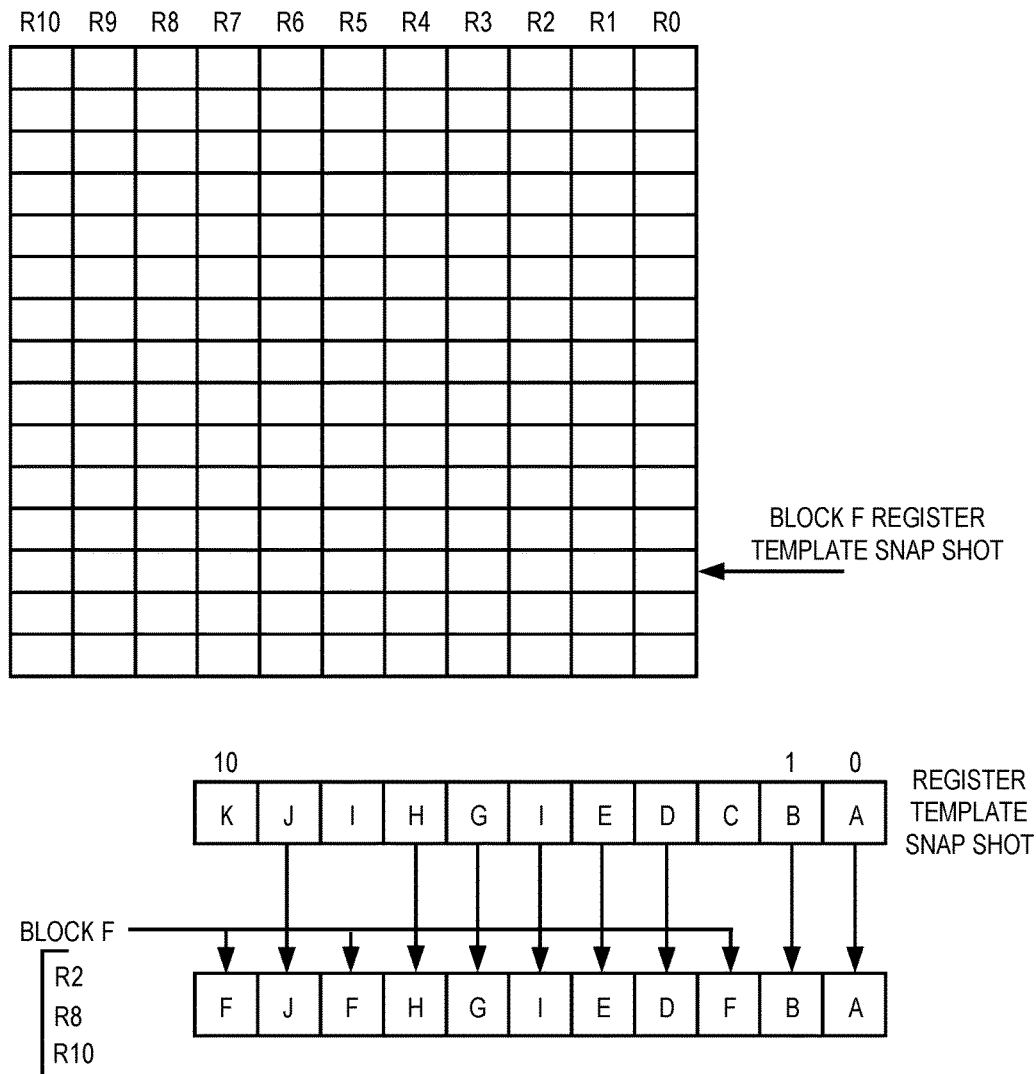 R10 R9 R8 R7 R6 R5 R4 R3 R2 R1 R0
BLOCK F REGISTER
TEMPLATE SNAP SHOT
10 1 0
K J I H G I E D C B A
REGISTER
TEMPLATE
SNAP SHOT
BLOCK F
R2
R8
R10
F J F H G I E D F B A